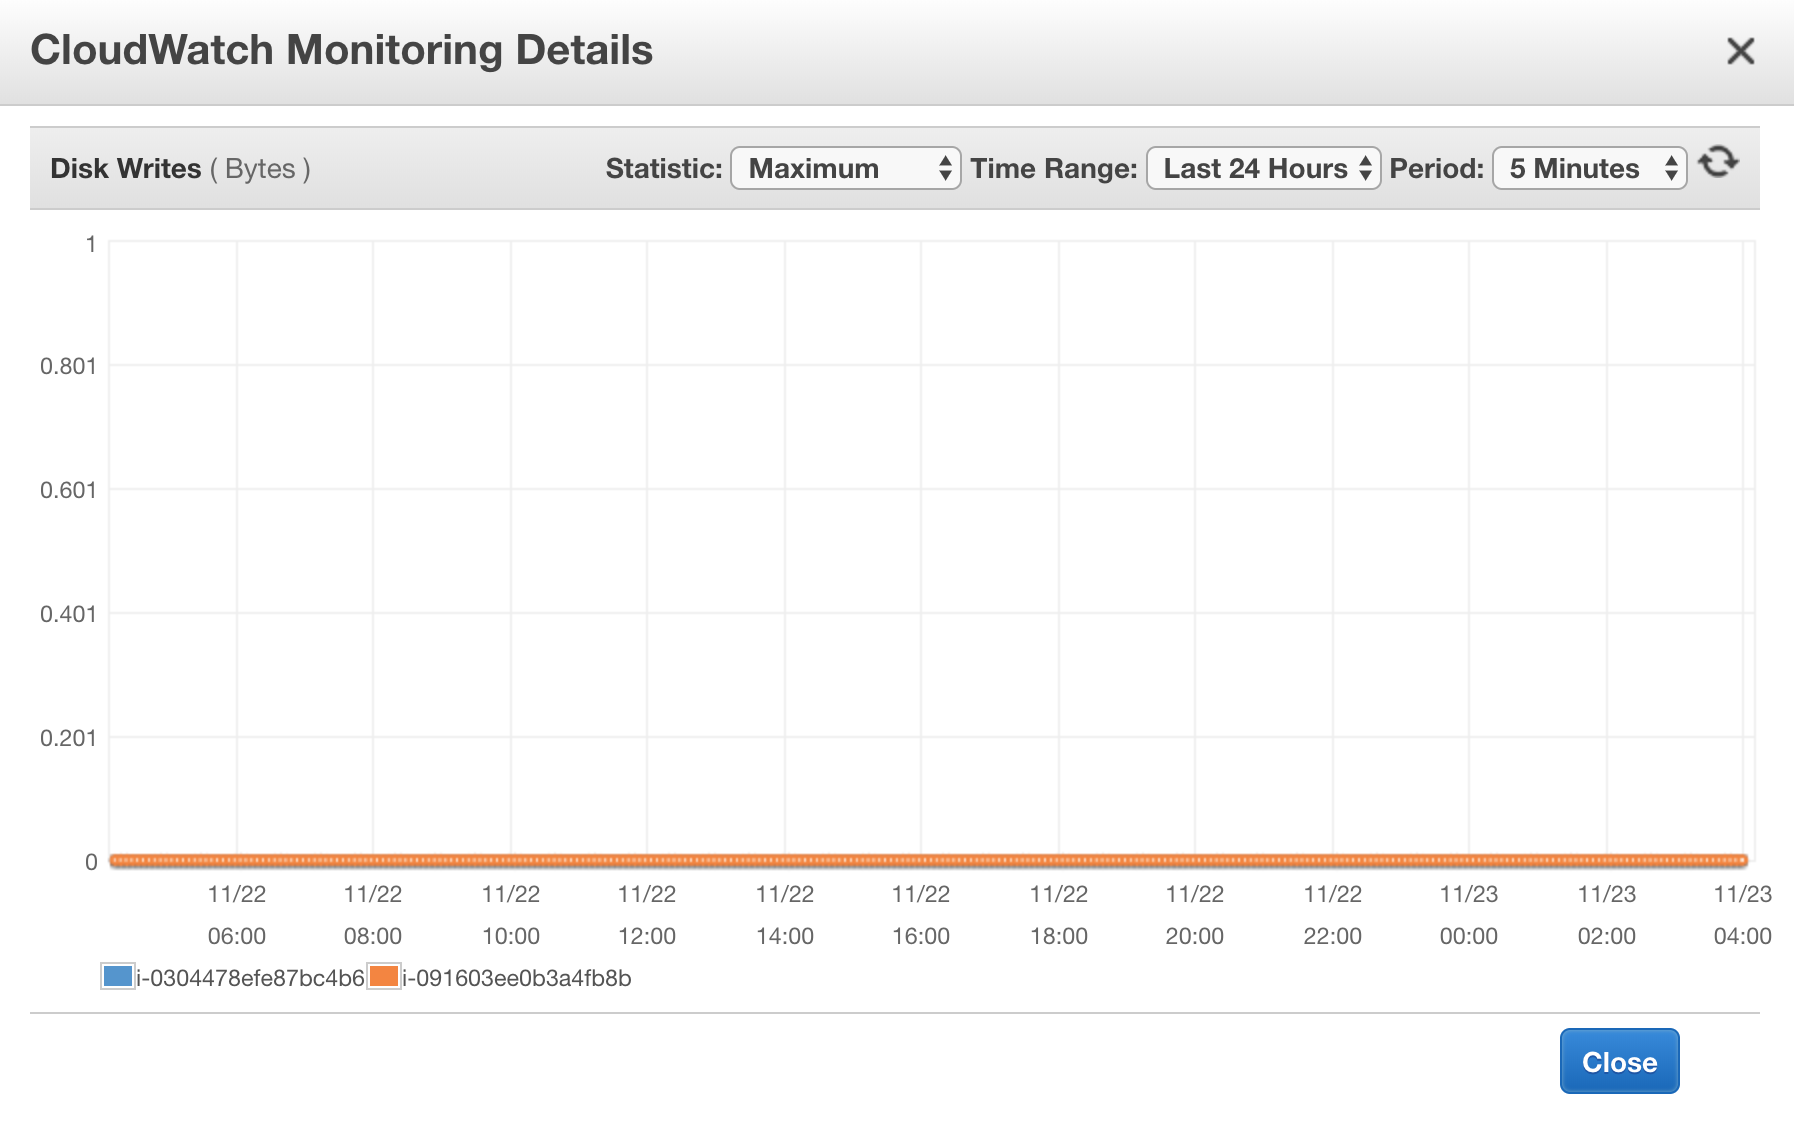 CloudWatch Monitoring Details
Disk Writes ( Bytes ) Statistic: Maximum Time Range: Last 24 Hours Period: 5 Minutes
1
0.801
0.601
0.401
0.201
0
11/22 11/22 11/22 11/22 11/22 11/22 11/22 11/22 11/22 11/23 11/23 11/23
06:00 08:00 10:00 12:00 14:00 16:00 18:00 20:00 22:00 00:00 02:00 04:00
i-0304478efe87bc4b6 i-091603ee0b3a4fb8b
Close